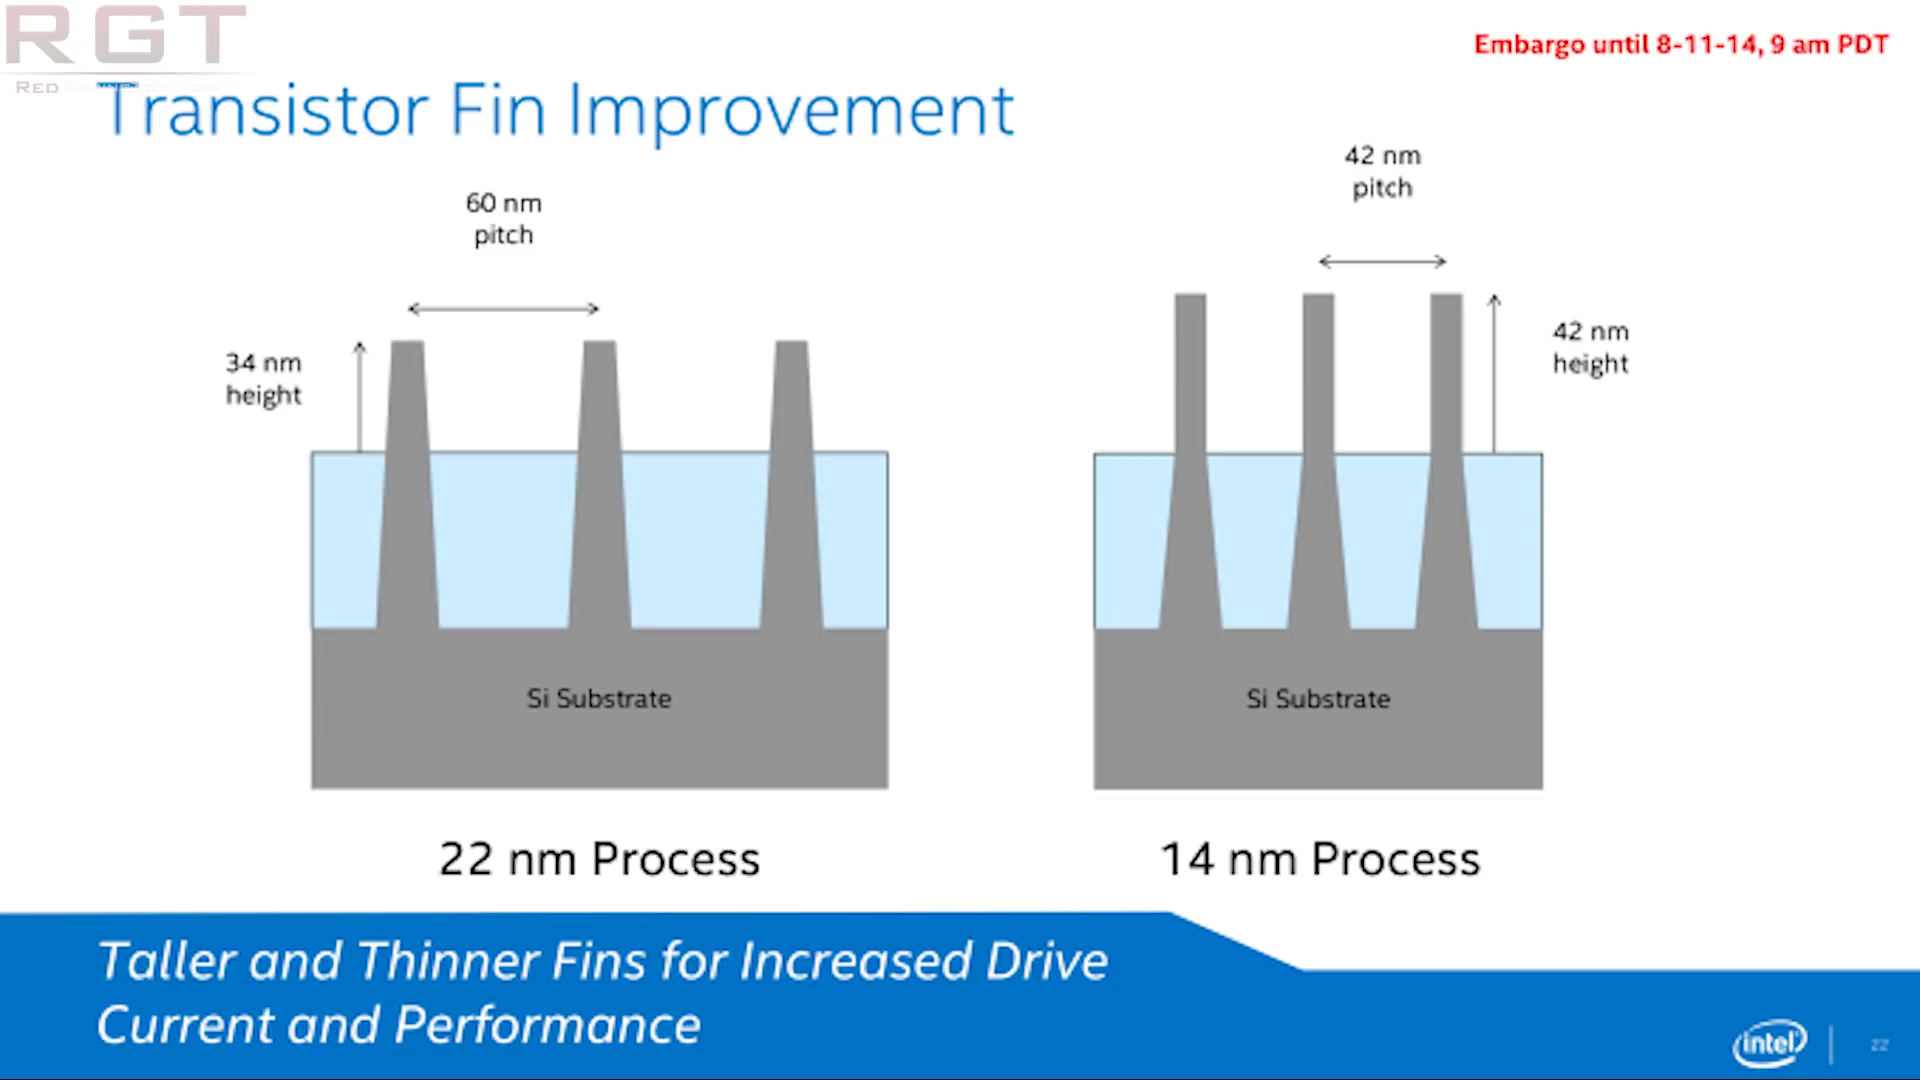 RGT
RED
Embargo until 8-11-14, 9 am PDT
Transistor Fin Improvement
60 nm
pitch
42 nm
pitch
34 nm
height
42 nm
height
Si Substrate
Si Substrate
22 nm Process
14 nm Process
Taller and Thinner Fins for Increased Drive
Current and Performance
intel
22